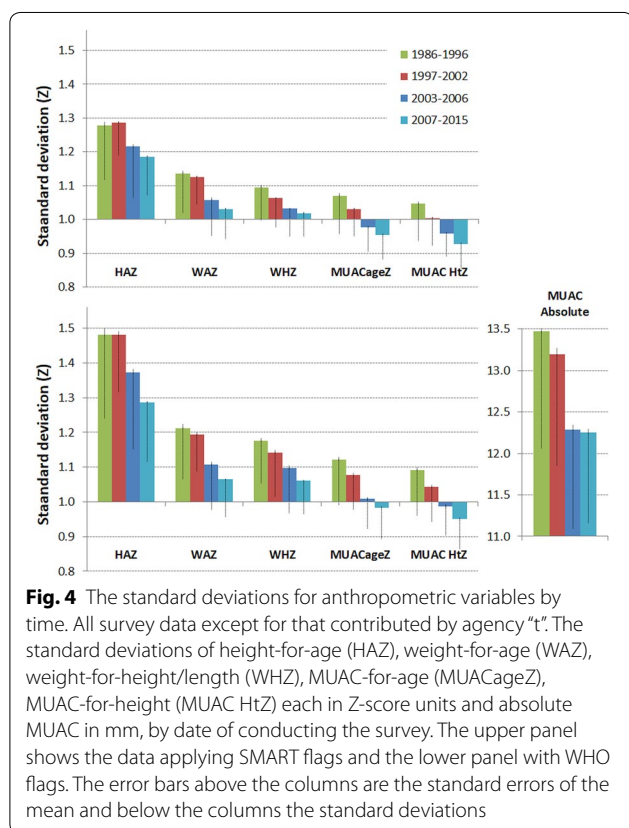 1.5
1.4
1.3
1.2
1.1
1.0
0.9
0.8
Staandard deviation (Z)
1986-1996
1997-2002
2003-2006
2007-2015
HAZ
WAZ
WHZ
MUACageZ
MUAC HtZ
1.5
1.4
1.3
1.2
1.1
1.0
0.9
0.8
Staandard deviation (Z)
HAZ
WAZ
WHZ
MUACageZ
MUAC HtZ
MUAC
Absolute
13.5
13.0
12.5
12.0
11.5
11.0
Fig. 4 The standard deviations for anthropometric variables by
time. All survey data except for that contributed by agency “t”. The
standard deviations of height-for-age (HAZ), weight-for-age (WAZ),
weight-for-height/length (WHZ), MUAC-for-age (MUACageZ),
MUAC-for-height (MUAC HtZ) each in Z-score units and absolute
MUAC in mm, by date of conducting the survey. The upper panel
shows the data applying SMART flags and the lower panel with WHO
flags. The error bars above the columns are the standard errors of the
mean and below the columns the standard deviations